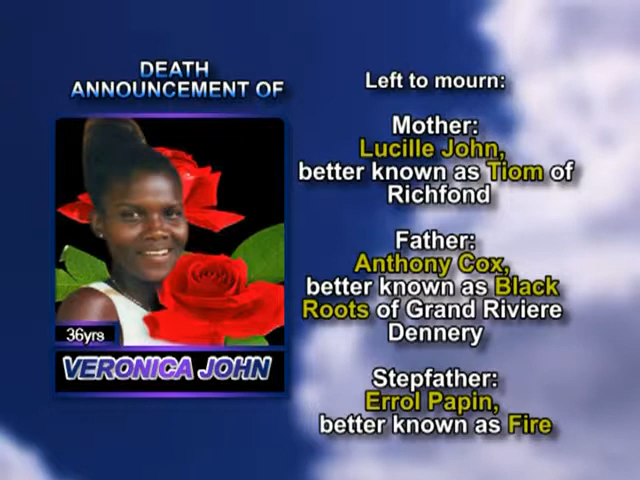 DEATH
ANNOUNCEMENT OF
36yrs
VERONICA JOHN
Left to mourn:
Mother:
Lucille John,
better known as Tiom of
Richfond
Father:
Anthony Cox,
better known as Black
Roots of Grand Riviere
Dennery
Stepfather:
Errol Papin,
better known as Fire